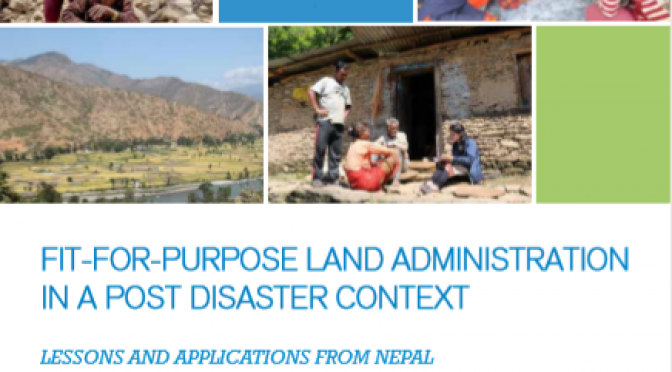 FIT-FOR-PURPOSE LAND ADMINISTRATION
IN A POST DISASTER CONTEXT
LESSONS AND APPLICATIONS FROM NEPAL